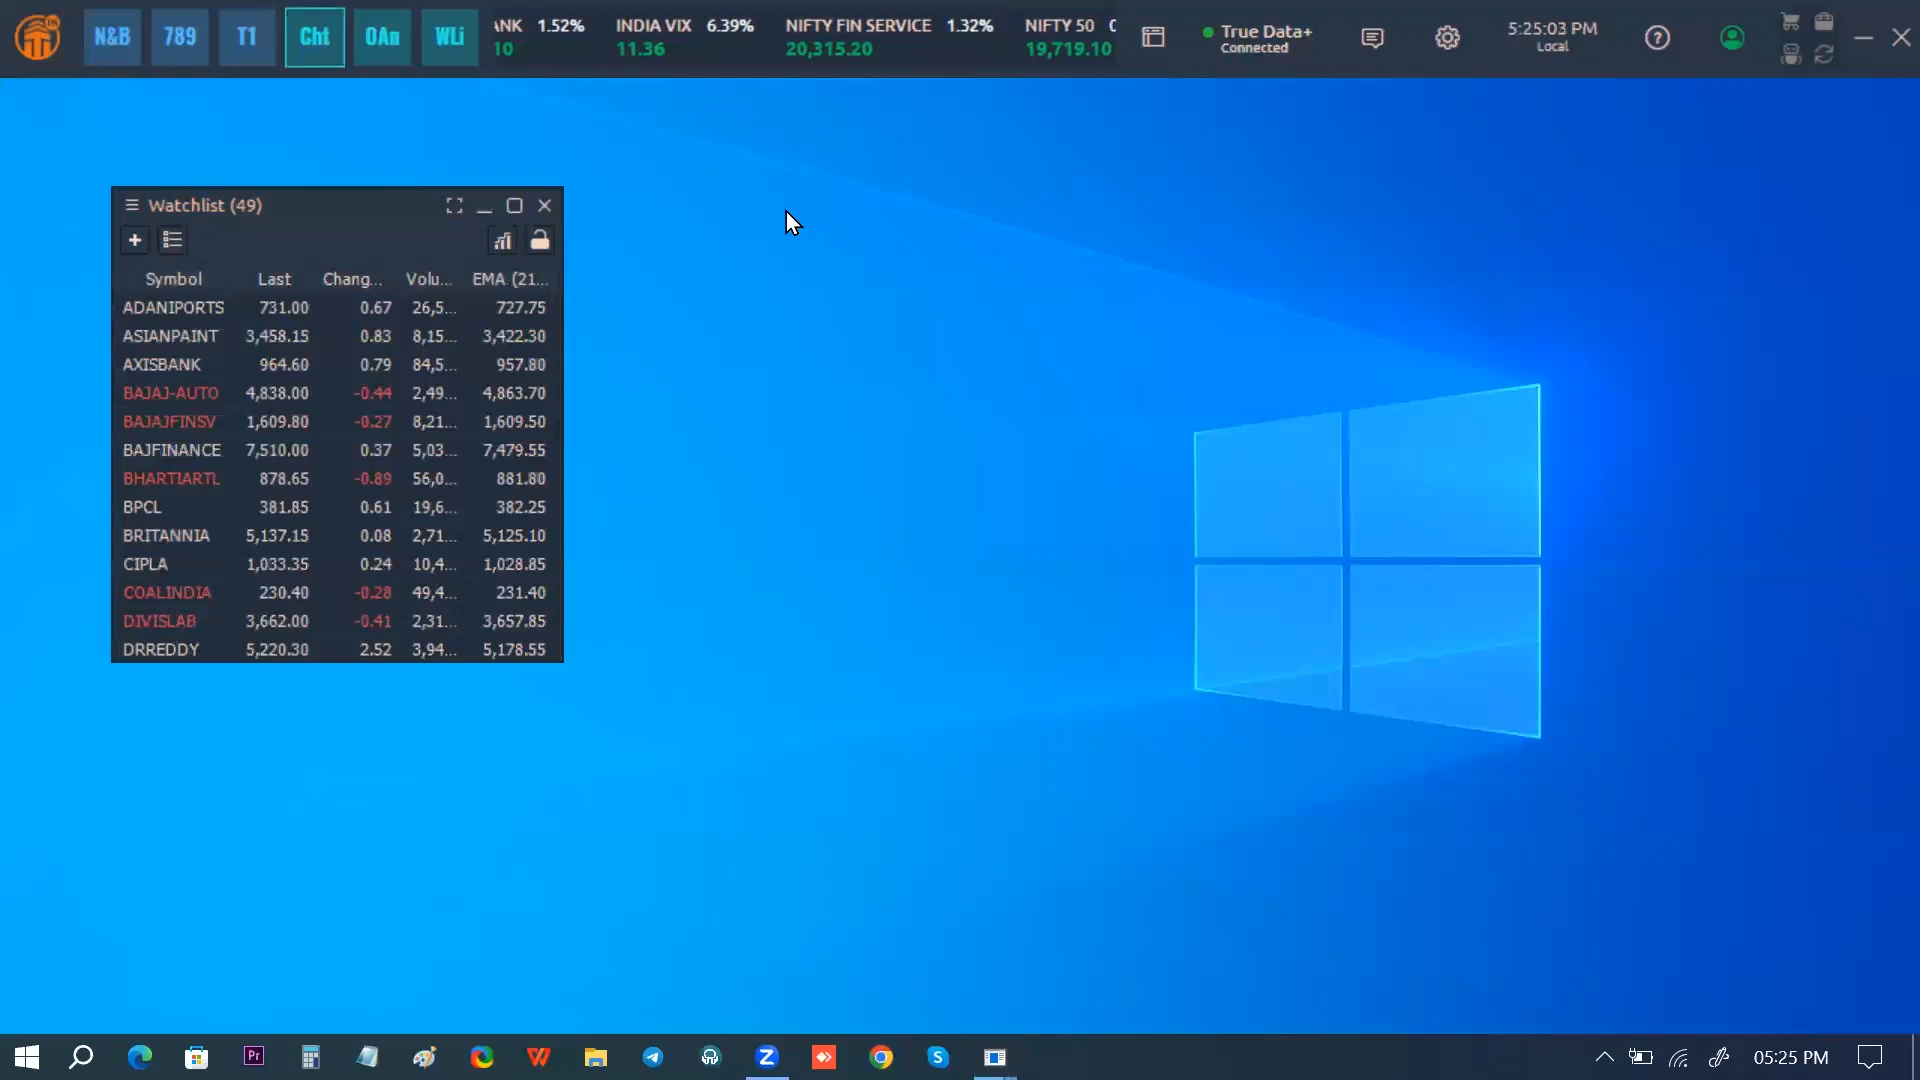 N&B 789 T1 Cht OAn WLi
1.52% INDIA VIX 6.39% NIFTY FIN SERVICE 1.32% NIFTY 50
10 11.36 20,315.20 19,719.10
True Data+
Connected
5:25:03 PM
Local
Watchlist (49)
Symbol Last Chang... Volu... EMA (21...
ADANIPORTS 731.00 0.67 26,5... 727.75
ASIANPAINT 3,458.15 0.83 8,15... 3,422.30
AXISBANK 964.60 0.79 84,5... 957.80
BAJAJ-AUTO 4,838.00 -0.44 2,49... 4,863.70
BAJAJFINSV 1,609.80 -0.27 8,21... 1,609.50
BAJFINANCE 7,510.00 0.37 5,03... 7,479.55
BHARTIARTL 878.65 -0.89 56,0... 881.80
BPCL 381.85 0.61 19,6... 382.25
BRITANNIA 5,137.15 0.08 2,71... 5,125.10
CIPLA 1,033.35 0.24 10,4... 1,028.85
COALINDIA 230.40 -0.28 49,4... 231.40
DIVISLAB 3,662.00 -0.41 2,31... 3,657.85
DRREDDY 5,220.30 2.52 3,94... 5,178.55
Pr
Z
S
05:25 PM